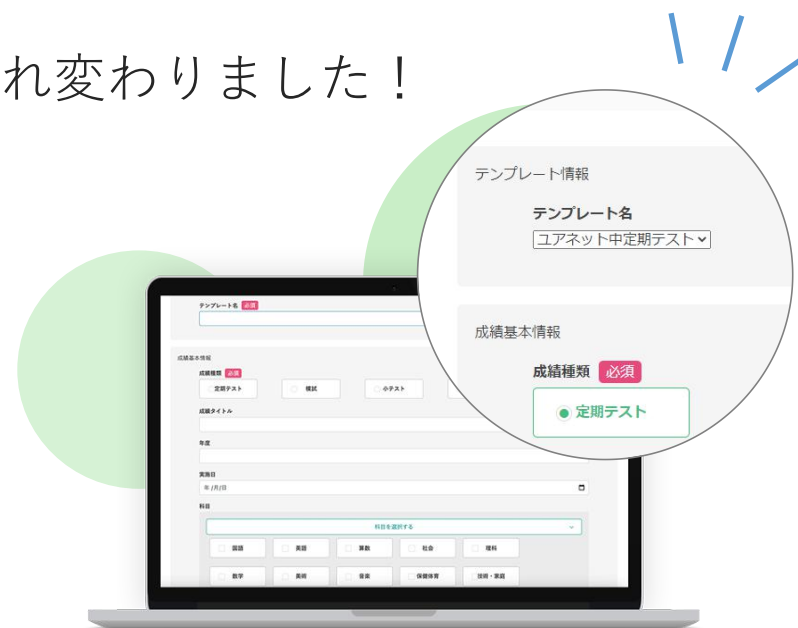 れ変わりました！
テンプレート情報
テンプレート名
ユアネット中定期テスト
成績基本情報
成績種類 必須
定期テスト
テンプレート名 必須
成績基本情報
成績種類 必須
定期テスト 模試 小テスト
成績タイトル
年度
実施日
年 /月/日
科目
科目を選択する
国語 英語 算数 社会 理科
数学 美術 音楽 保健体育 技術・家庭